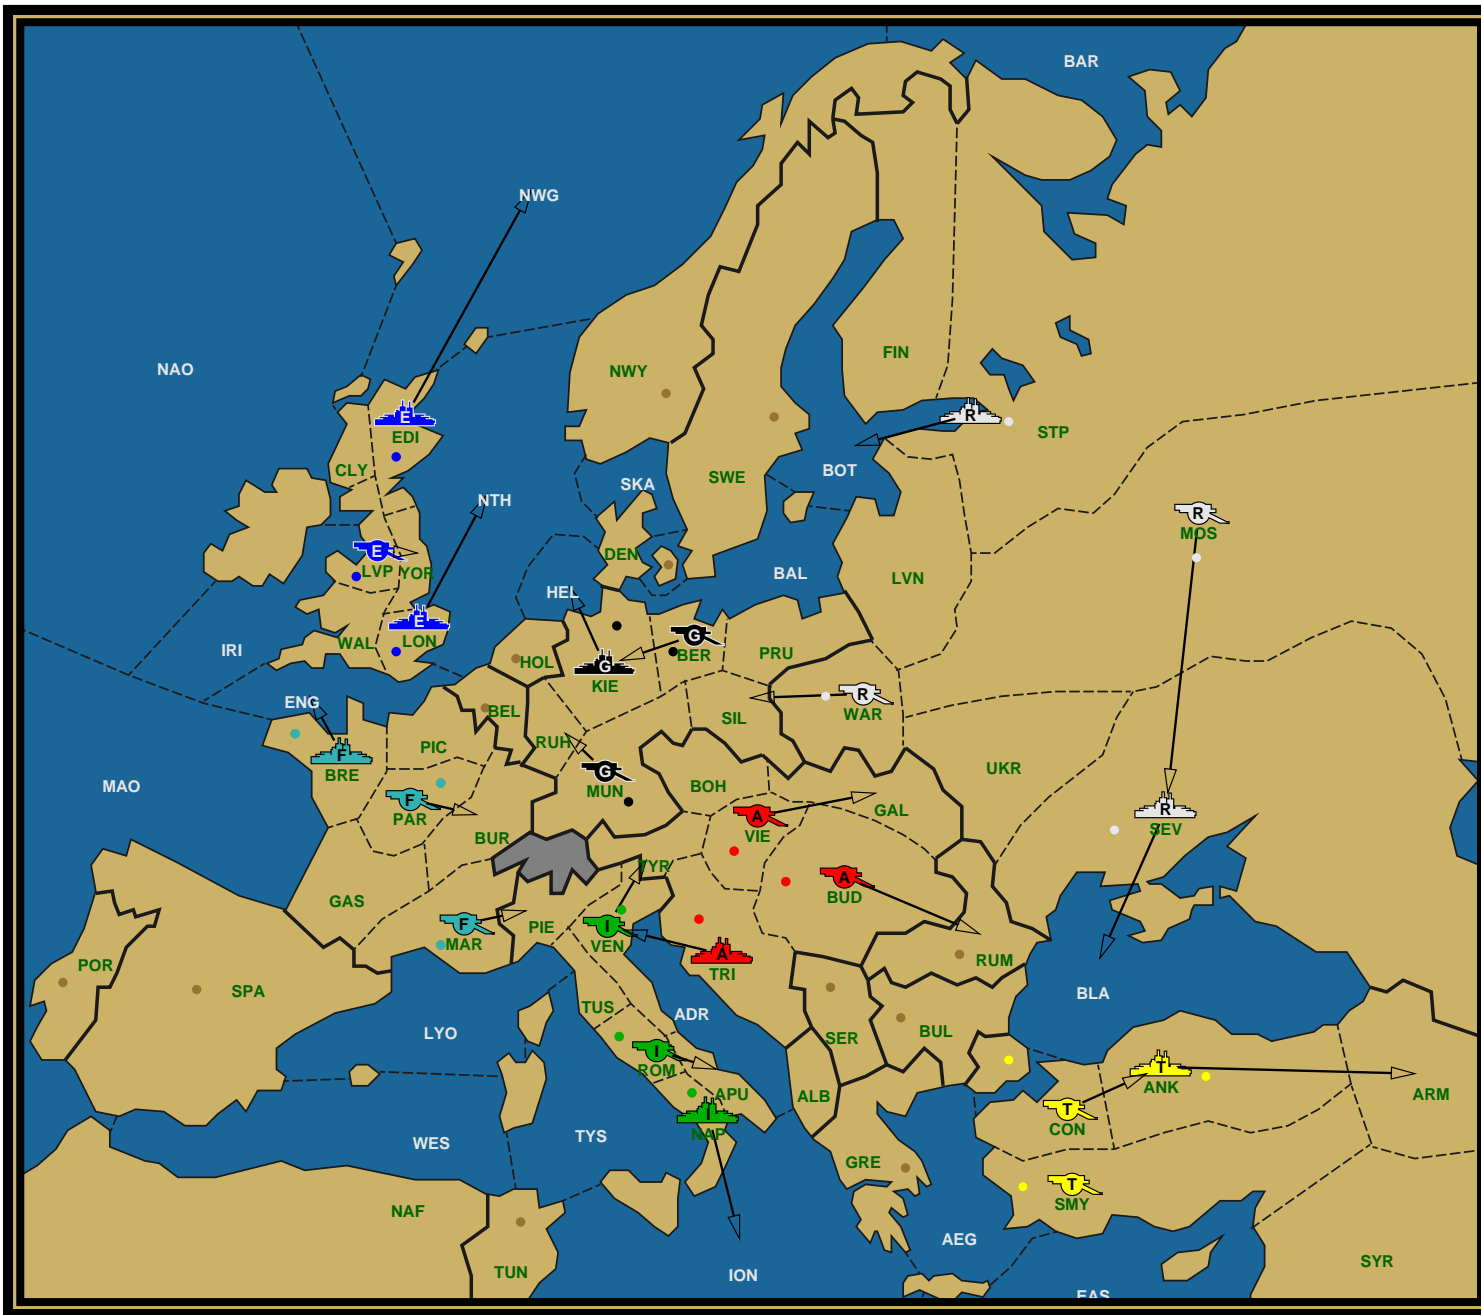 BAR
NWG
NAO
FIN
NWY
E
EDI
R
STP
CLY
BOT
SWE
SKA
NTH
R
MOS
E
LVP
YOR
DEN
BAL
LVN
HEL
E
LON
WAL
IRI
G
BER
PRU
HOL
G
KIE
ENG
BEL
R
WAR
SIL
F
BRE
PIC
RUH
UKR
MAO
G
MUN
BOH
F
PAR
A
VIE
GAL
R
SEV
BUR
TYR
A
BUD
GAS
F
MAR
PIE
I
VEN
A
TRI
RUM
POR
SPA
BLA
TUS
ADR
LYO
SER
BUL
I
ROM
T
ANK
ARM
APU
ALB
I
NAP
T
CON
WES
TYS
GRE
T
SMY
NAF
AEG
SYR
TUN
ION
EAS